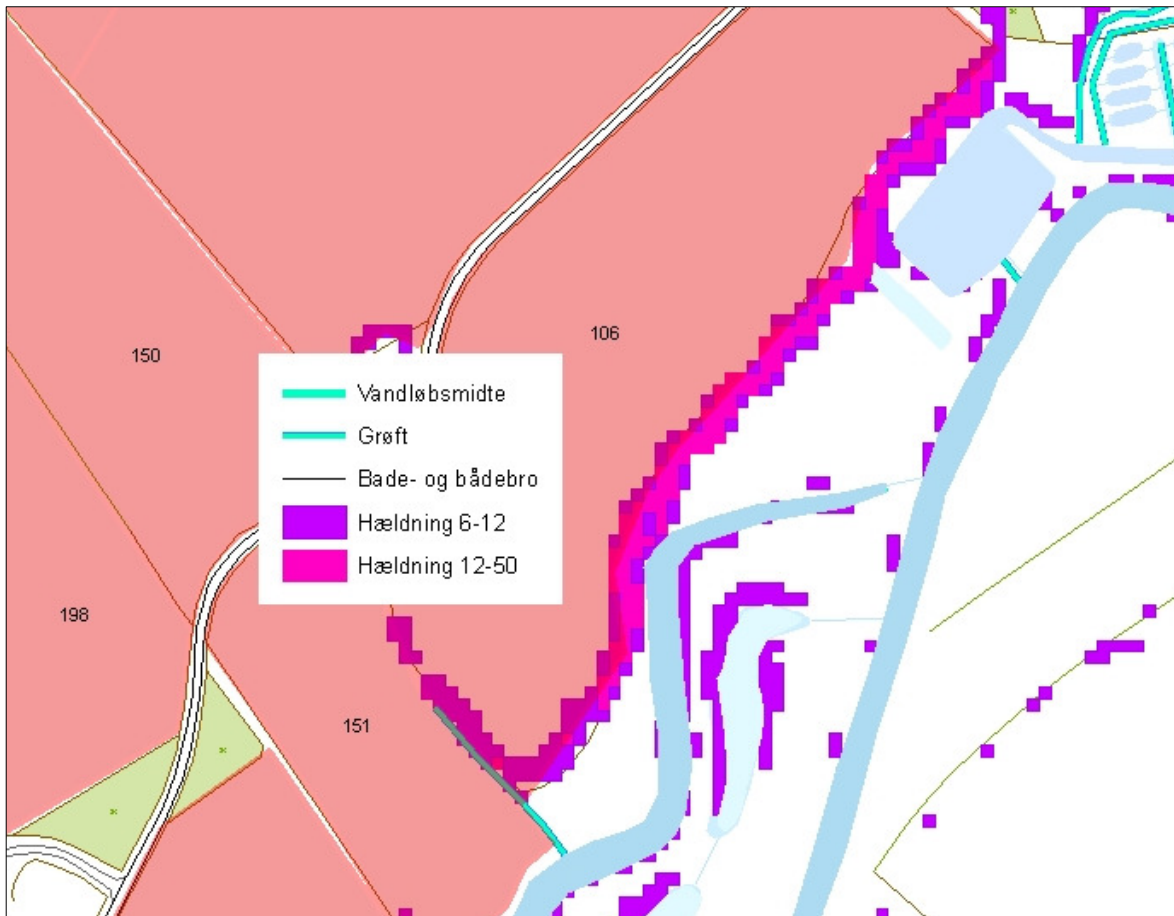 106
150
Vandløbsmidte
Grøft
Bade- og bådebro
Hældning 6-12
Hældning 12-50
198
151